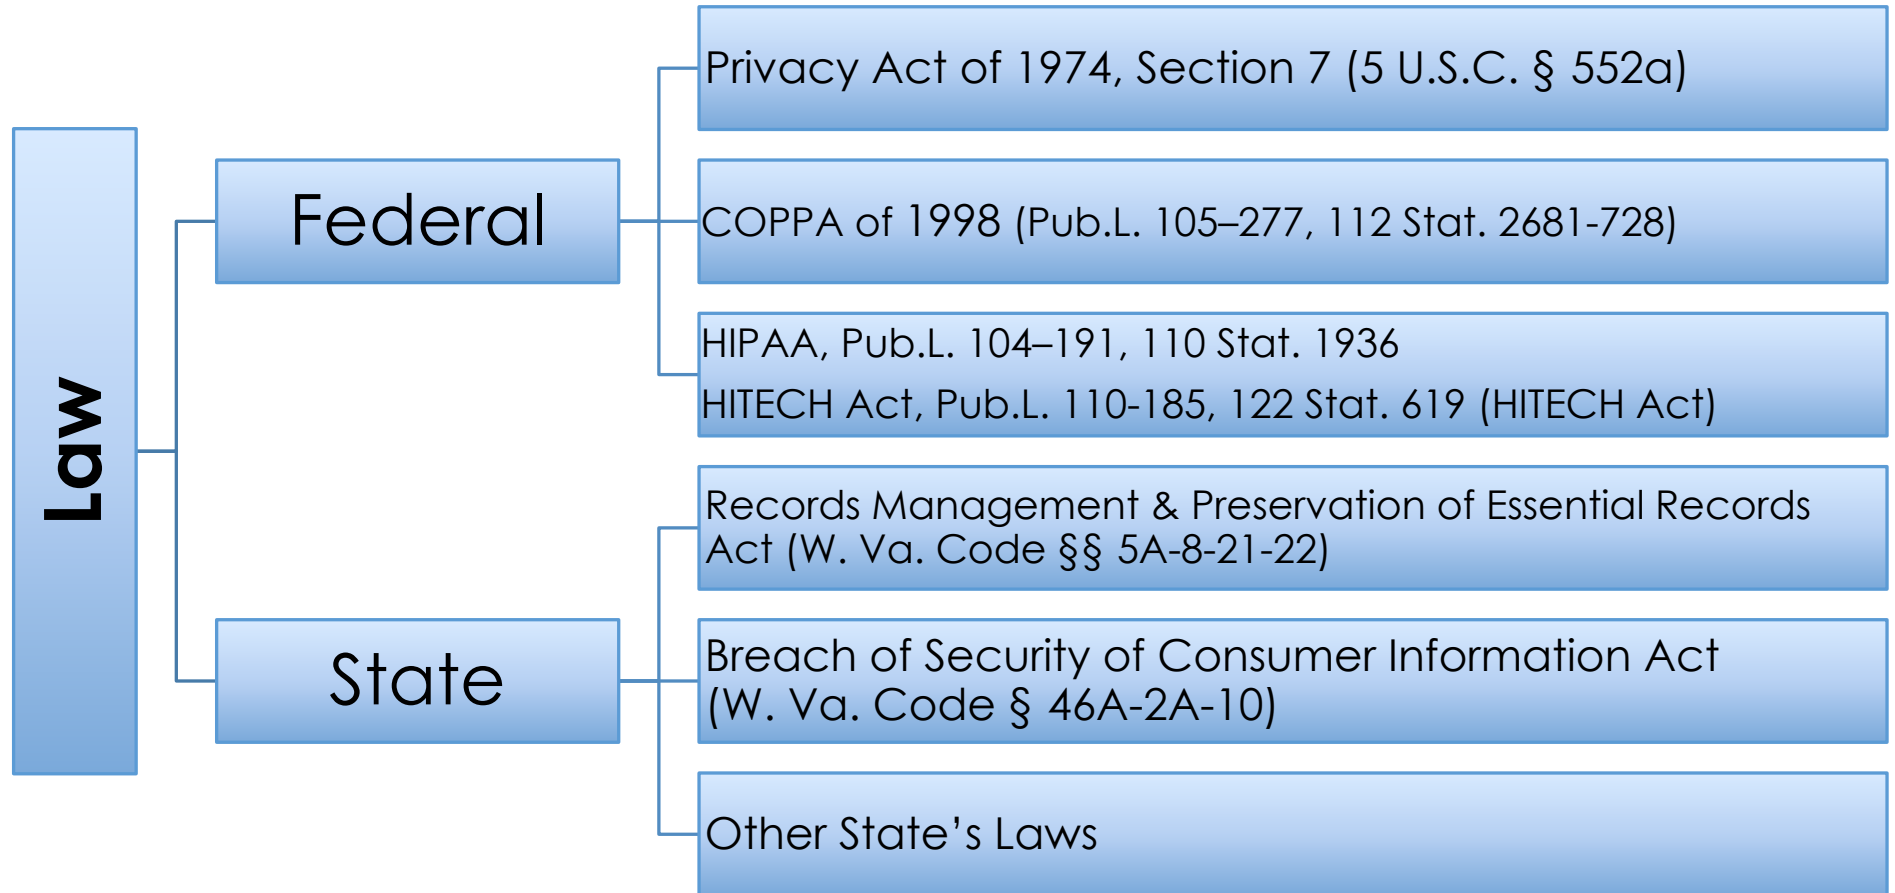 Law
Federal
Privacy Act of 1974, Section 7 (5 U.S.C. § 552a)
COPPA of 1998 (Pub.L. 105–277, 112 Stat. 2681-728)
HIPAA, Pub.L. 104–191, 110 Stat. 1936
HITECH Act, Pub.L. 110-185, 122 Stat. 619 (HITECH Act)
State
Records Management & Preservation of Essential Records
Act (W. Va. Code §§ 5A-8-21-22)
Breach of Security of Consumer Information Act
(W. Va. Code § 46A-2A-10)
Other State’s Laws